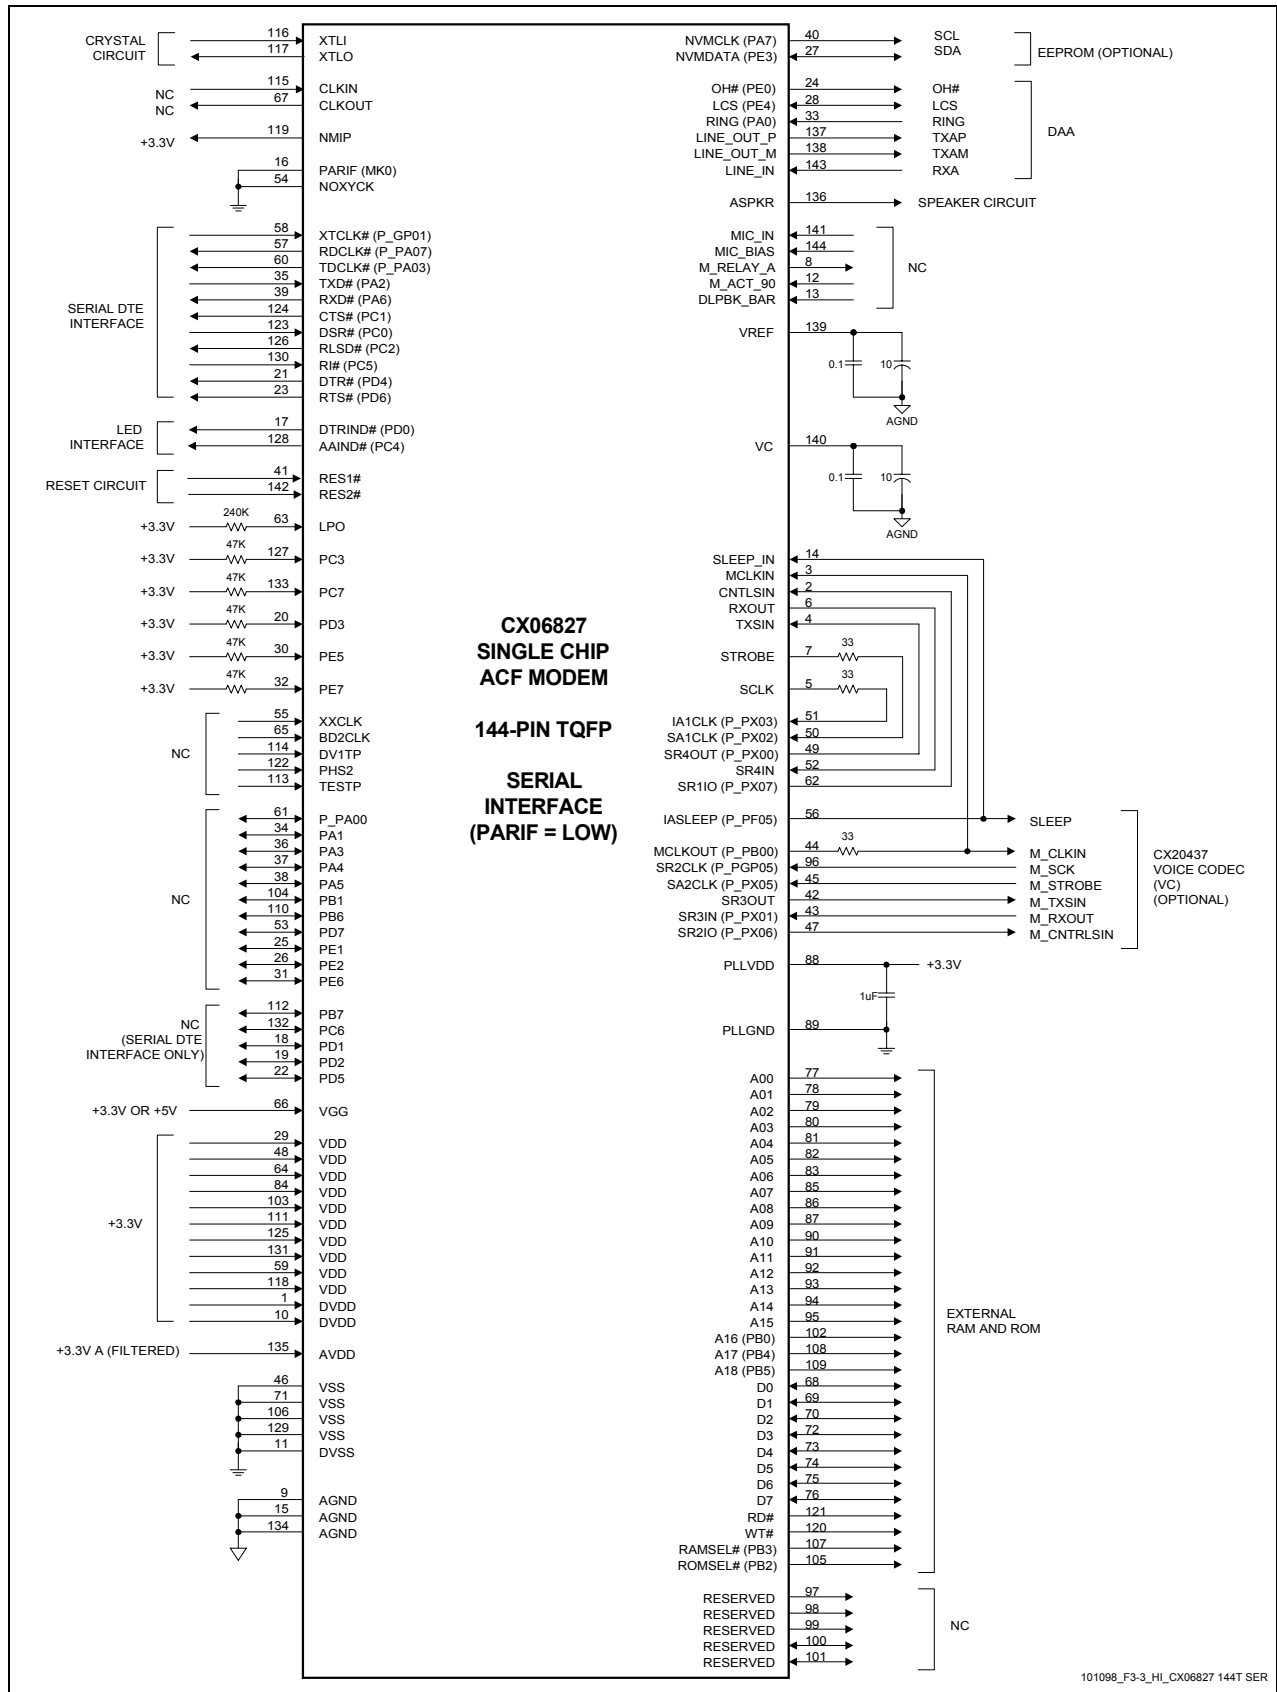 CRYSTAL
CIRCUIT
116 XTLI
117 XTLO
NC 115 CLKIN
NC 67 CLKOUT
+3.3V 119 NMIP
16 PARIF (MK0)
54 NOXYCK
SERIAL DTE
INTERFACE
58 XTCLK# (P_GP01)
57 RDCLK# (P_PA07)
60 TDCLK# (P_PA03)
35 TXD# (PA2)
39 RXD# (PA6)
124 CTS# (PC1)
123 DSR# (PC0)
126 RLSD# (PC2)
130 RI# (PC5)
21 DTR# (PD4)
23 RTS# (PD6)
LED
INTERFACE
17 DTRIND# (PD0)
128 AAIND# (PC4)
RESET CIRCUIT
41 RES1#
142 RES2#
+3.3V 240K 63 LPO
+3.3V 47K 127 PC3
+3.3V 47K 133 PC7
+3.3V 47K 20 PD3
+3.3V 47K 30 PE5
+3.3V 47K 32 PE7
NC
55 XXCLK
65 BD2CLK
114 DV1TP
122 PHS2
113 TESTP
NC
61 P_PA00
34 PA1
36 PA3
37 PA4
38 PA5
104 PB1
110 PB6
53 PD7
25 PE1
26 PE2
31 PE6
NC
(SERIAL DTE
INTERFACE ONLY)
112 PB7
132 PC6
18 PD1
19 PD2
22 PD5
+3.3V OR +5V 66 VGG
+3.3V
29 VDD
48 VDD
64 VDD
84 VDD
103 VDD
111 VDD
125 VDD
131 VDD
59 VDD
118 VDD
1 DVDD
10 DVDD
+3.3V A (FILTERED) 135 AVDD
46 VSS
71 VSS
106 VSS
129 VSS
11 DVSS
9 AGND
15 AGND
134 AGND
CX06827
SINGLE CHIP
ACF MODEM
144-PIN TQFP
SERIAL
INTERFACE
(PARIF = LOW)
NVMCLK (PA7) 40 SCL
NVMDATA (PE3) 27 SDA
EEPROM (OPTIONAL)
OH# (PE0) 24 OH#
LCS (PE4) 28 LCS
RING (PA0) 33 RING
LINE_OUT_P 137 TXAP
LINE_OUT_M 138 TXAM
LINE_IN 143 RXA
DAA
ASPKR 136 SPEAKER CIRCUIT
MIC_IN 141
MIC_BIAS 144
M_RELAY_A 8
M_ACT_90 12
DLPBK_BAR 13
NC
VREF 139
0.1 10
AGND
VC 140
0.1 10
AGND
SLEEP_IN 14
MCLKIN 3
CNTLSIN 2
RXOUT 6
TXSIN 4
STROBE 7 33
SCLK 5 33
IA1CLK (P_PX03) 51
SA1CLK (P_PX02) 50
SR4OUT (P_PX00) 49
SR4IN 52
SR1IO (P_PX07) 62
IASLEEP (P_PF05) 56 SLEEP
MCLKOUT (P_PB00) 44 33 M_CLKIN
SR2CLK (P_PGP05) 96 M_SCK
SA2CLK (P_PX05) 45 M_STROBE
SR3OUT 42 M_TXSIN
SR3IN (P_PX01) 43 M_RXOUT
SR2IO (P_PX06) 47 M_CNTRLSIN
CX20437
VOICE CODEC
(VC)
(OPTIONAL)
PLLVDD 88 +3.3V
1uF
PLLGND 89
A00 77
A01 78
A02 79
A03 80
A04 81
A05 82
A06 83
A07 85
A08 86
A09 87
A10 90
A11 91
A12 92
A13 93
A14 94
A15 95
A16 (PB0) 102
A17 (PB4) 108
A18 (PB5) 109
D0 68
D1 69
D2 70
D3 72
D4 73
D5 74
D6 75
D7 76
RD# 121
WT# 120
RAMSEL# (PB3) 107
ROMSEL# (PB2) 105
EXTERNAL
RAM AND ROM
RESERVED 97
RESERVED 98
RESERVED 99
RESERVED 100
RESERVED 101
NC
101098_F3-3_HI_CX06827 144T SER